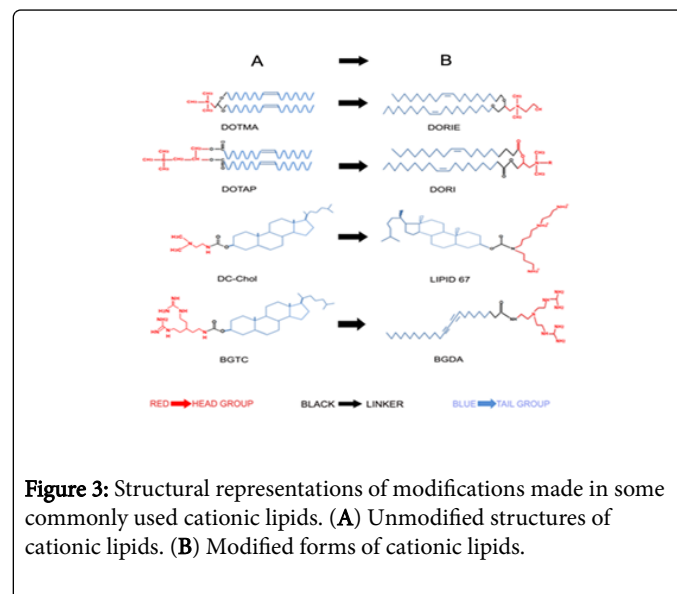 A B
DOTMA DORIE
DOTAP DORI
DC-Chol LIPID 67
BGTC BGDA
RED HEAD GROUP BLACK LINKER BLUE TAIL GROUP
Figure 3: Structural representations of modifications made in some
commonly used cationic lipids. (A) Unmodified structures of
cationic lipids. (B) Modified forms of cationic lipids.